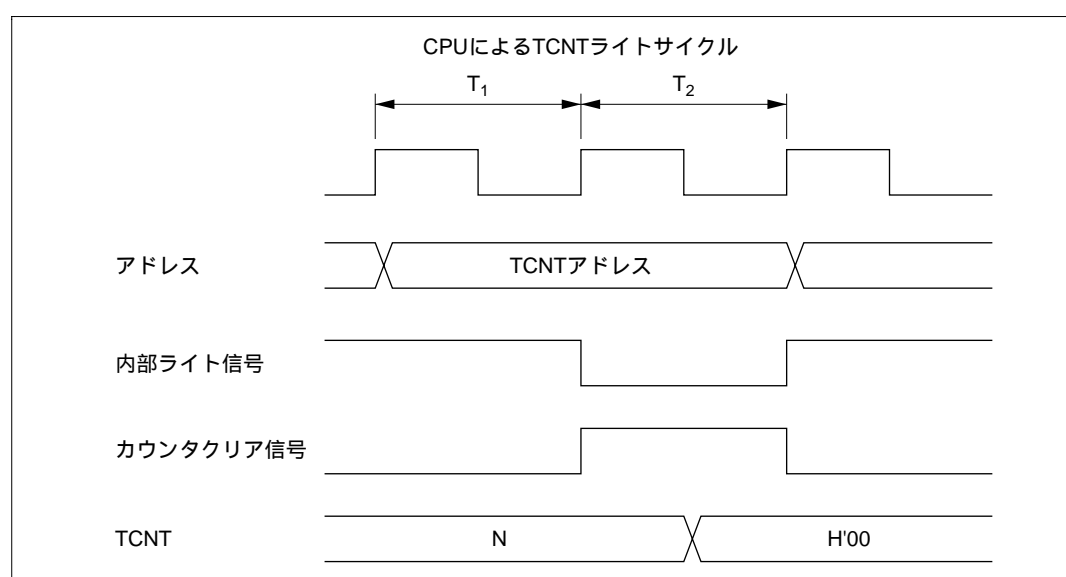 CPUによるTCNTライトサイクル
T1 T2
アドレス TCNTアドレス
内部ライト信号
カウンタクリア信号
TCNT N H'00